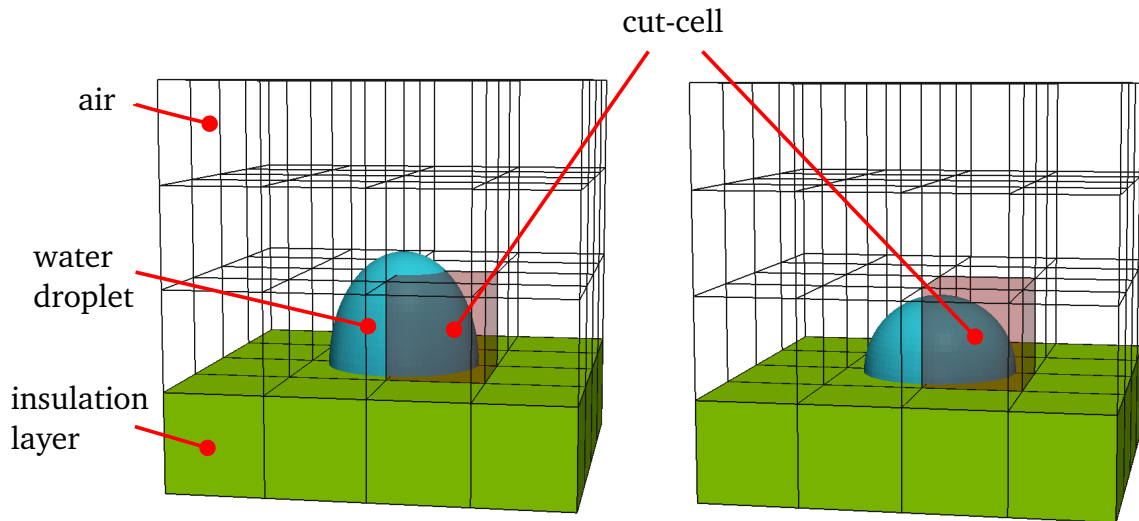 cut-cell
air
water
droplet
insulation
layer